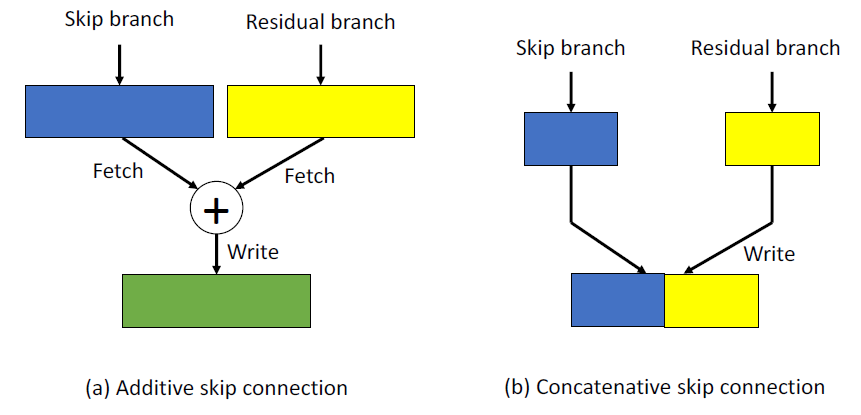 Skip branch
Residual branch
Fetch
Fetch
+
Write
(a) Additive skip connection
Skip branch
Residual branch
Write
(b) Concatenative skip connection